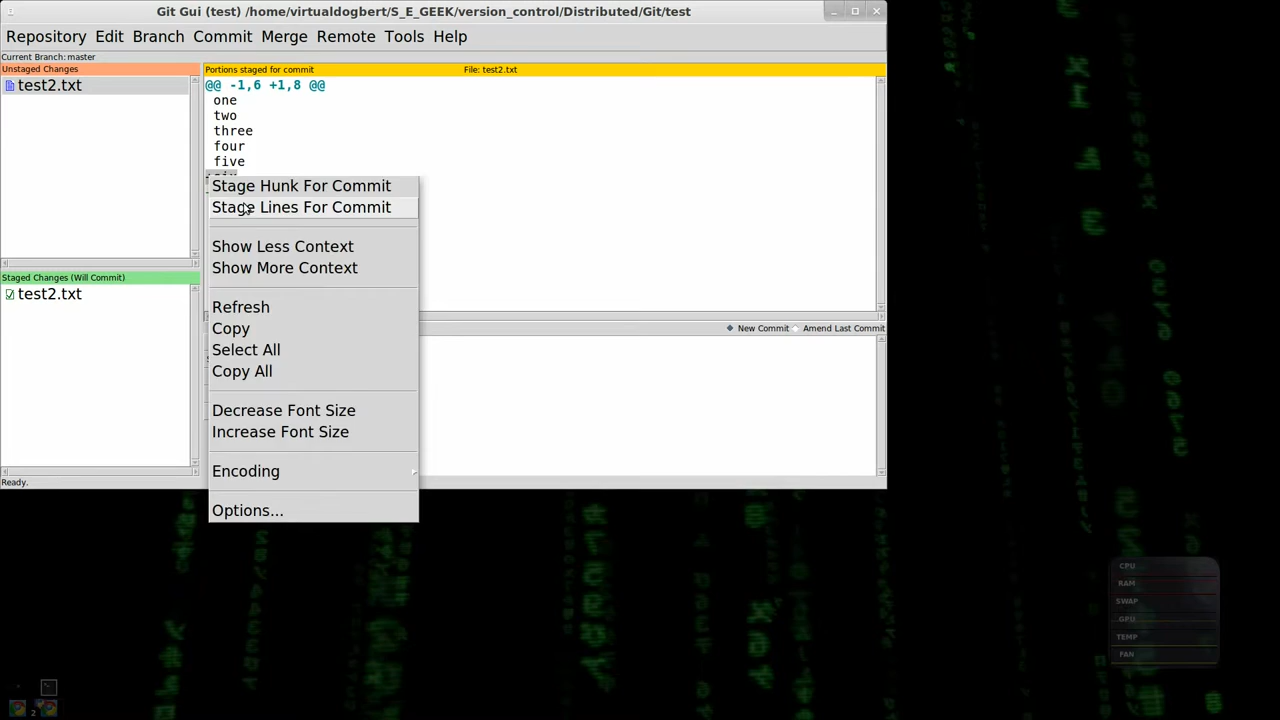 Git Gui (test) /home/virtualdogbert/S_E_GEEK/version_control/Distributed/Git/test
Repository Edit Branch Commit Merge Remote Tools Help
Current Branch: master
Unstaged Changes
test2.txt
Portions staged for commit File: test2.txt
@@ -1,6 +1,8 @@
one
two
three
four
five
Stage Hunk For Commit
Stage Lines For Commit
Show Less Context
Show More Context
Refresh
Copy
Select All
Copy All
Decrease Font Size
Increase Font Size
Encoding
Options...
Staged Changes (Will Commit)
test2.txt
New Commit Amend Last Commit
Ready.
CPU
RAM
SWAP
GPU
TEMP
FAN
2